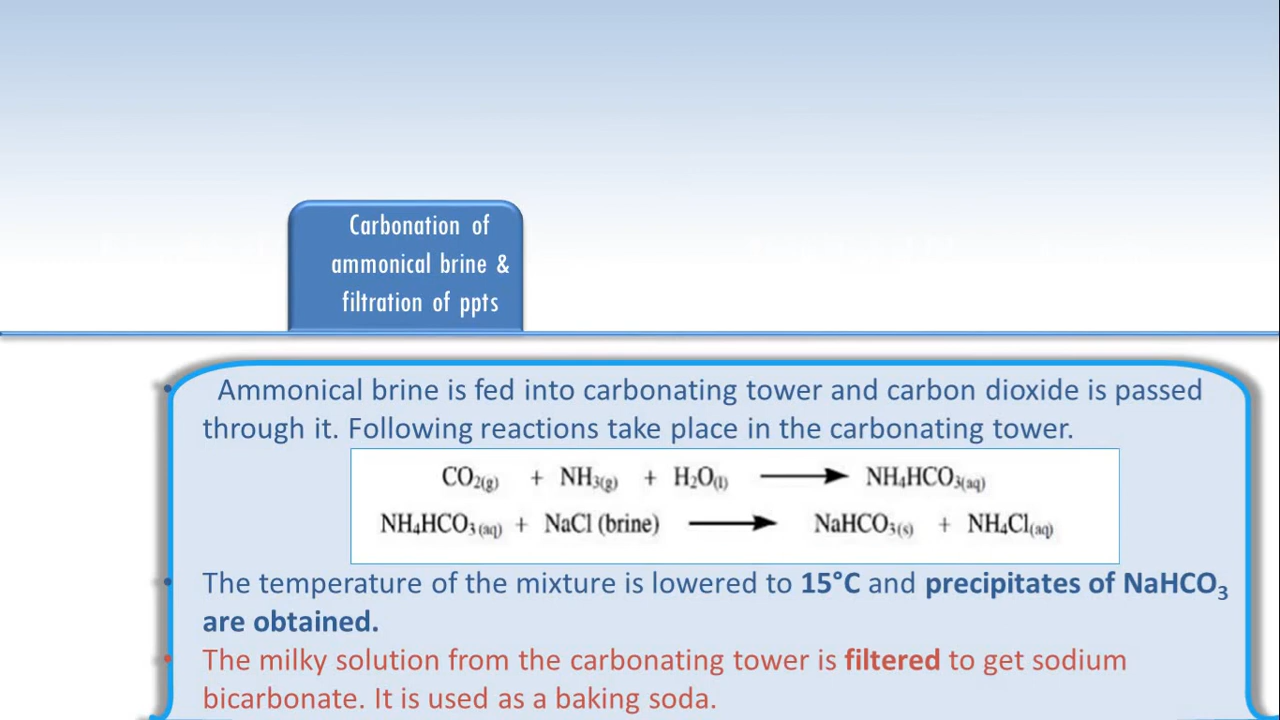 Carbonation of
ammonical brine &
filtration of ppts
• Ammonical brine is fed into carbonating tower and carbon dioxide is passed
through it. Following reactions take place in the carbonating tower.
CO₂(g) + NH₃(g) + H₂O(l) ⟶ NH₄HCO₃(aq)
NH₄HCO₃(aq) + NaCl (brine) ⟶ NaHCO₃(s) + NH₄Cl(aq)
• The temperature of the mixture is lowered to 15°C and precipitates of NaHCO₃
are obtained.
• The milky solution from the carbonating tower is filtered to get sodium
bicarbonate. It is used as a baking soda.